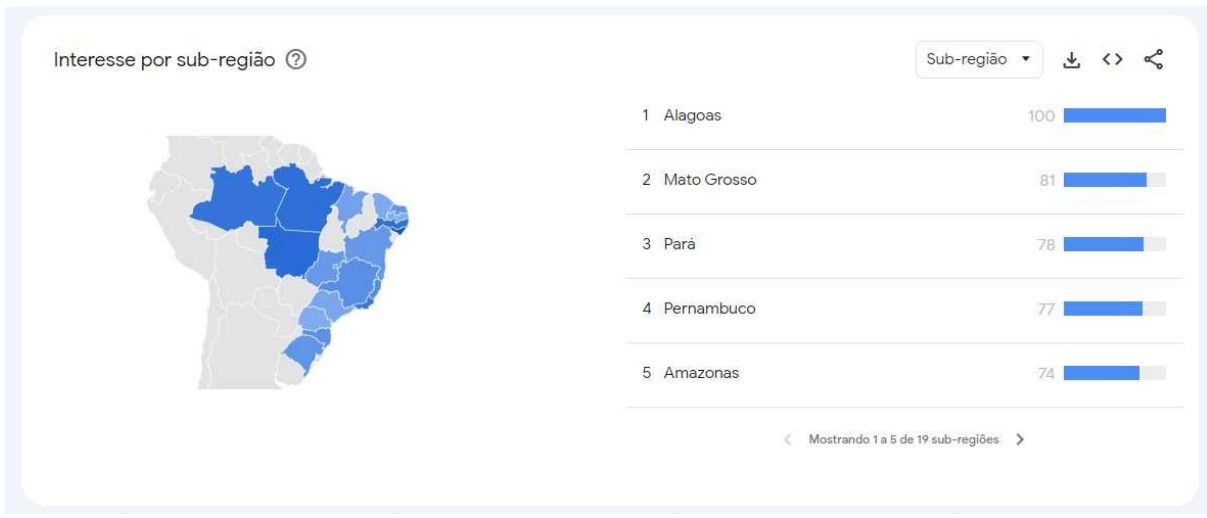 Interesse por sub-região
Sub-região
1 Alagoas 100
2 Mato Grosso 81
3 Pará 78
4 Pernambuco 77
5 Amazonas 74
Mostrando 1 a 5 de 19 sub-regiões